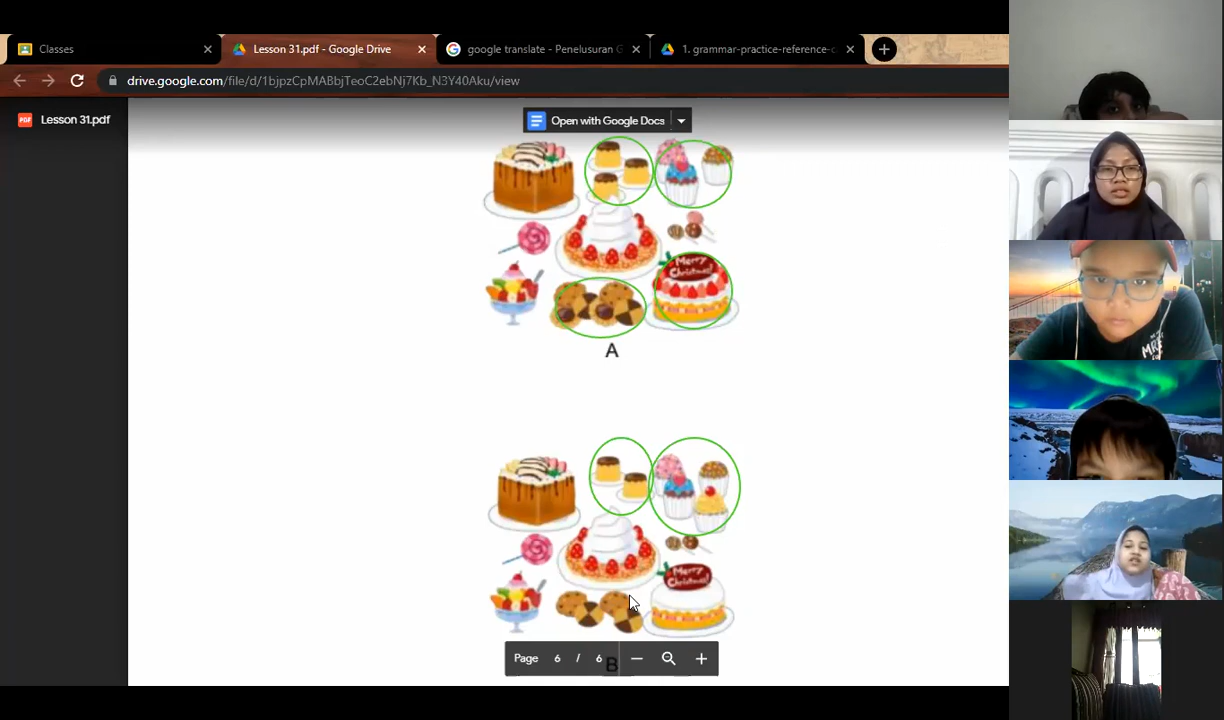 Classes
Lesson 31.pdf - Google Drive
google translate - Penelusuran G
1. grammar-practice-reference-c
drive.google.com/file/d/1bjpzCpMABbjTeoC2ebNj7Kb_N3Y40Aku/view
PDF Lesson 31.pdf
Open with Google Docs
Merry Christmas!
A
Merry Christmas!
Page 6 / 6
B